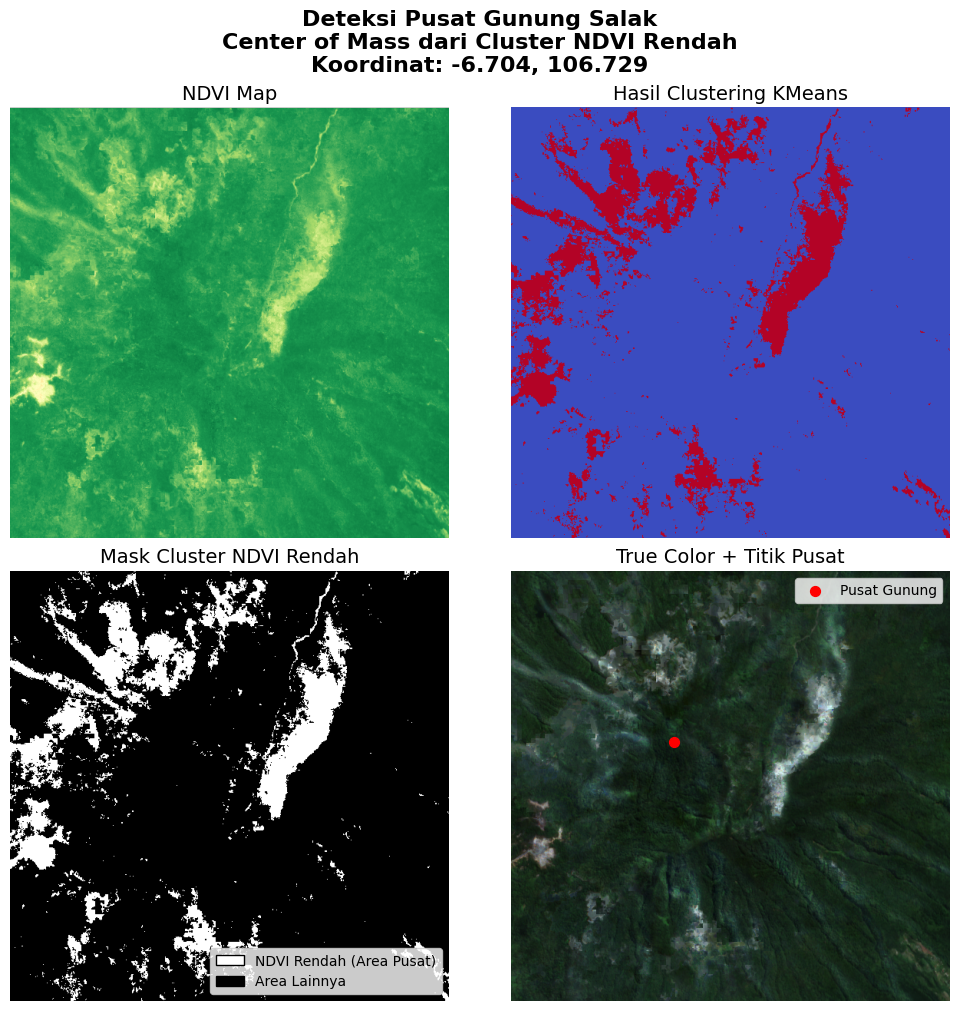 Deteksi Pusat Gunung Salak
Center of Mass dari Cluster NDVI Rendah
Koordinat: -6.704, 106.729
NDVI Map
Hasil Clustering KMeans
Mask Cluster NDVI Rendah
NDVI Rendah (Area Pusat)
Area Lainnya
True Color + Titik Pusat
Pusat Gunung